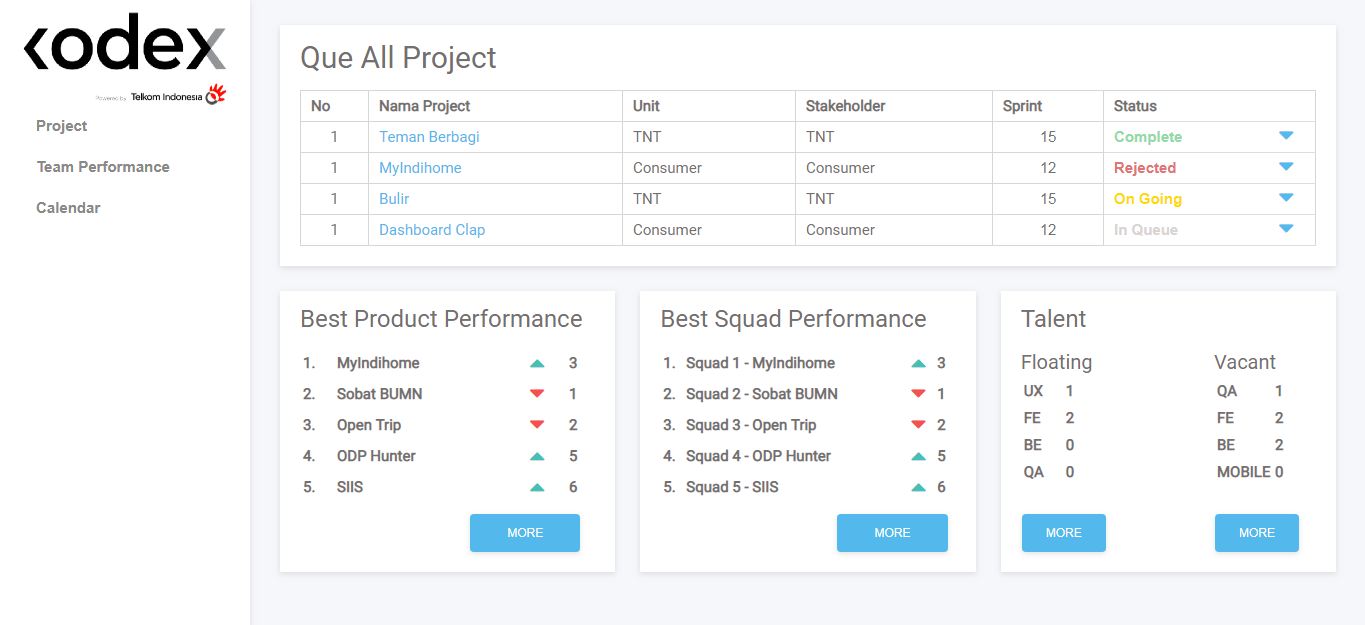 kodex
Powered by Telkom Indonesia
Project
Team Performance
Calendar
Que All Project
No Nama Project Unit Stakeholder Sprint Status
1 Teman Berbagi TNT TNT 15 Complete
1 MyIndihome Consumer Consumer 12 Rejected
1 Bulir TNT TNT 15 On Going
1 Dashboard Clap Consumer Consumer 12 In Queue
Best Product Performance
1. MyIndihome 3
2. Sobat BUMN 1
3. Open Trip 2
4. ODP Hunter 5
5. SIIS 6
MORE
Best Squad Performance
1. Squad 1 - MyIndihome 3
2. Squad 2 - Sobat BUMN 1
3. Squad 3 - Open Trip 2
4. Squad 4 - ODP Hunter 5
5. Squad 5 - SIIS 6
MORE
Talent
Floating
UX 1
FE 2
BE 0
QA 0
MORE
Vacant
QA 1
FE 2
BE 2
MOBILE 0
MORE